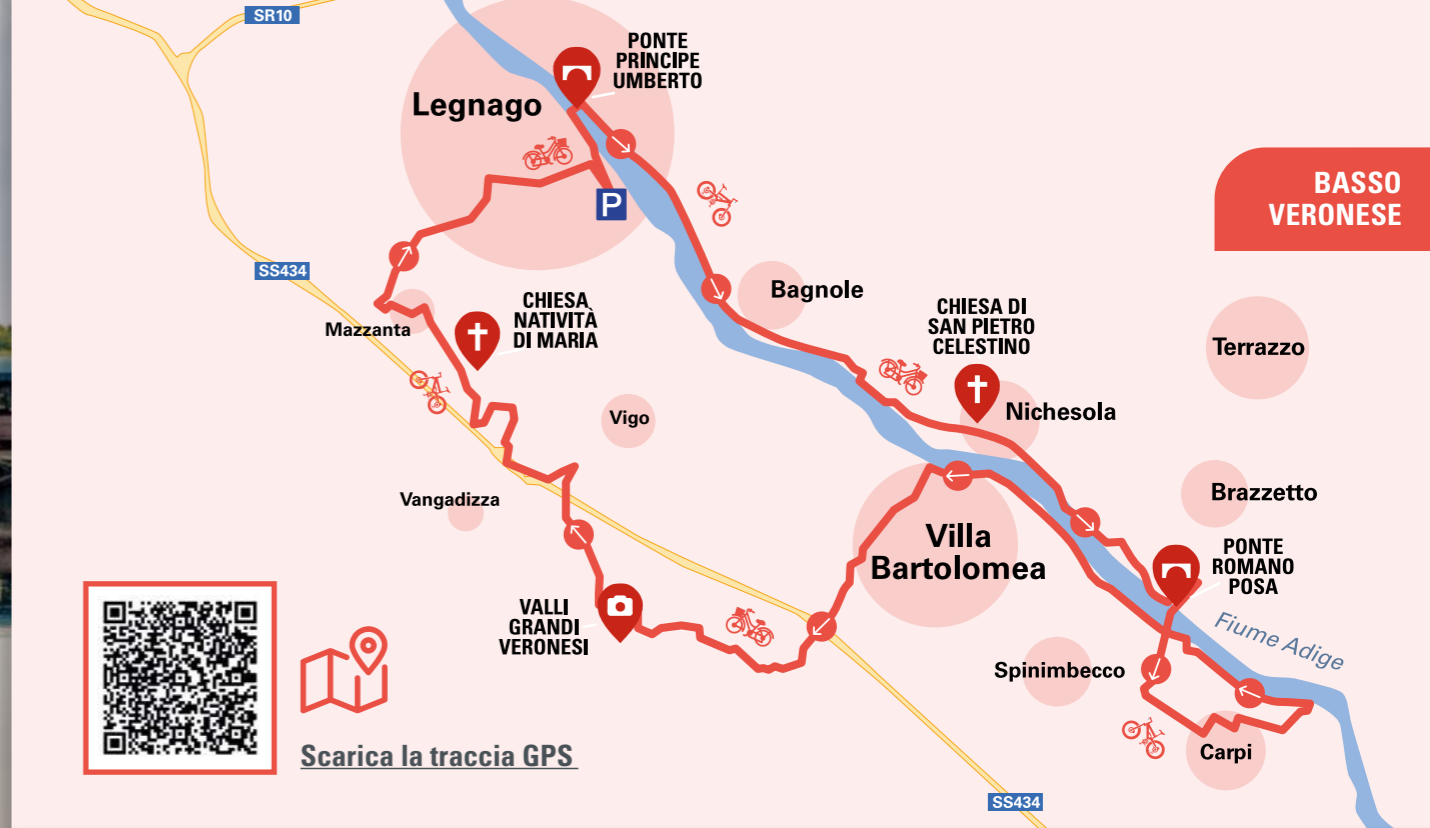 SR10
PONTE
PRINCIPE
UMBERTO
Legnago
P
BASSO
VERONESE
SS434
Bagnole
CHIESA
NATIVITÀ
DI MARIA
CHIESA DI
SAN PIETRO
CELESTINO
Mazzanta
Terrazzo
Vigo
Nichesola
Vangadizza
Brazzetto
Villa
Bartolomea
PONTE
ROMANO
POSA
VALLI
GRANDI
VERONESI
Fiume Adige
Spinimbecco
Carpi
Scarica la traccia GPS
SS434